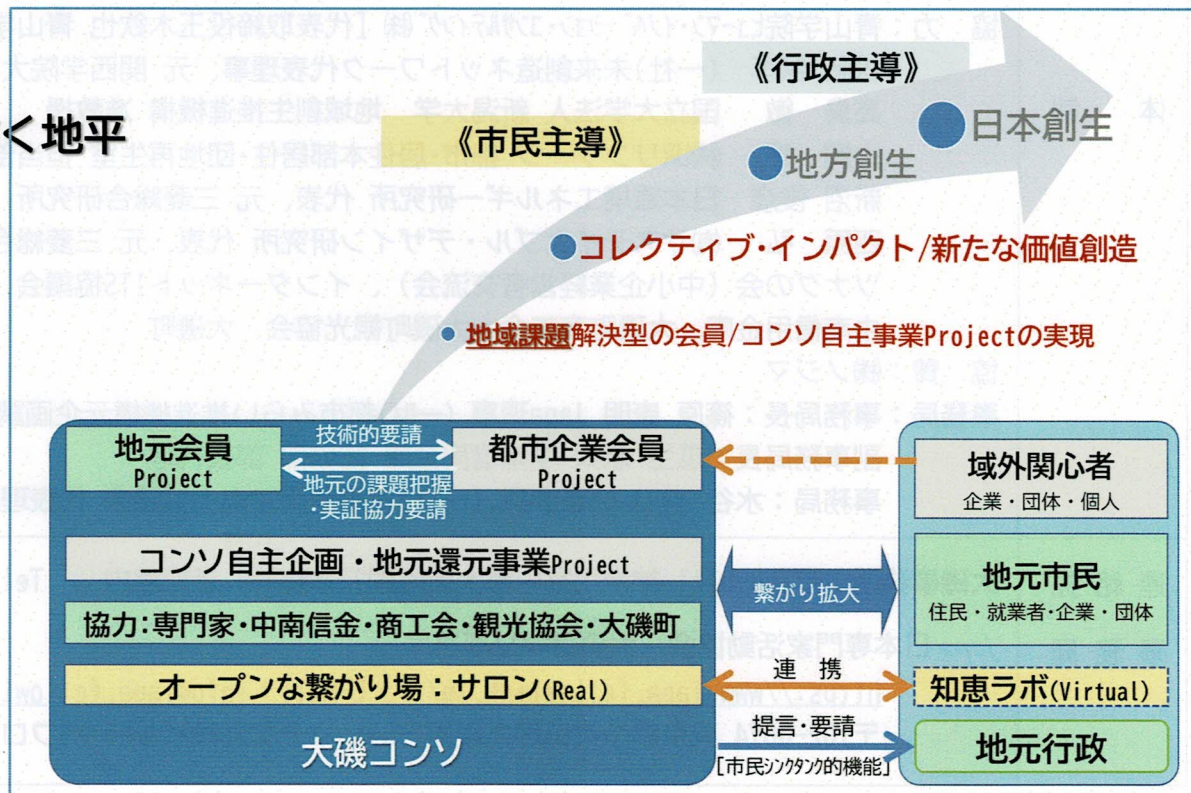 《行政主導》
く地平
《市民主導》
日本創生
地方創生
コレクティブ・インパクト/新たな価値創造
地域課題解決型の会員/コンソ自主事業Projectの実現
地元会員
Project
技術的要請
地元の課題把握
・実証協力要請
都市企業会員
Project
域外関心者
企業・団体・個人
コンソ自主企画・地元還元事業Project
繋がり拡大
地元市民
住民・就業者・企業・団体
協力:専門家・中南信金・商工会・観光協会・大磯町
オープンな繋がり場:サロン(Real)
連 携
知恵ラボ(Virtual)
大磯コンソ
提言・要請
[市民シンクタンク的機能]
地元行政